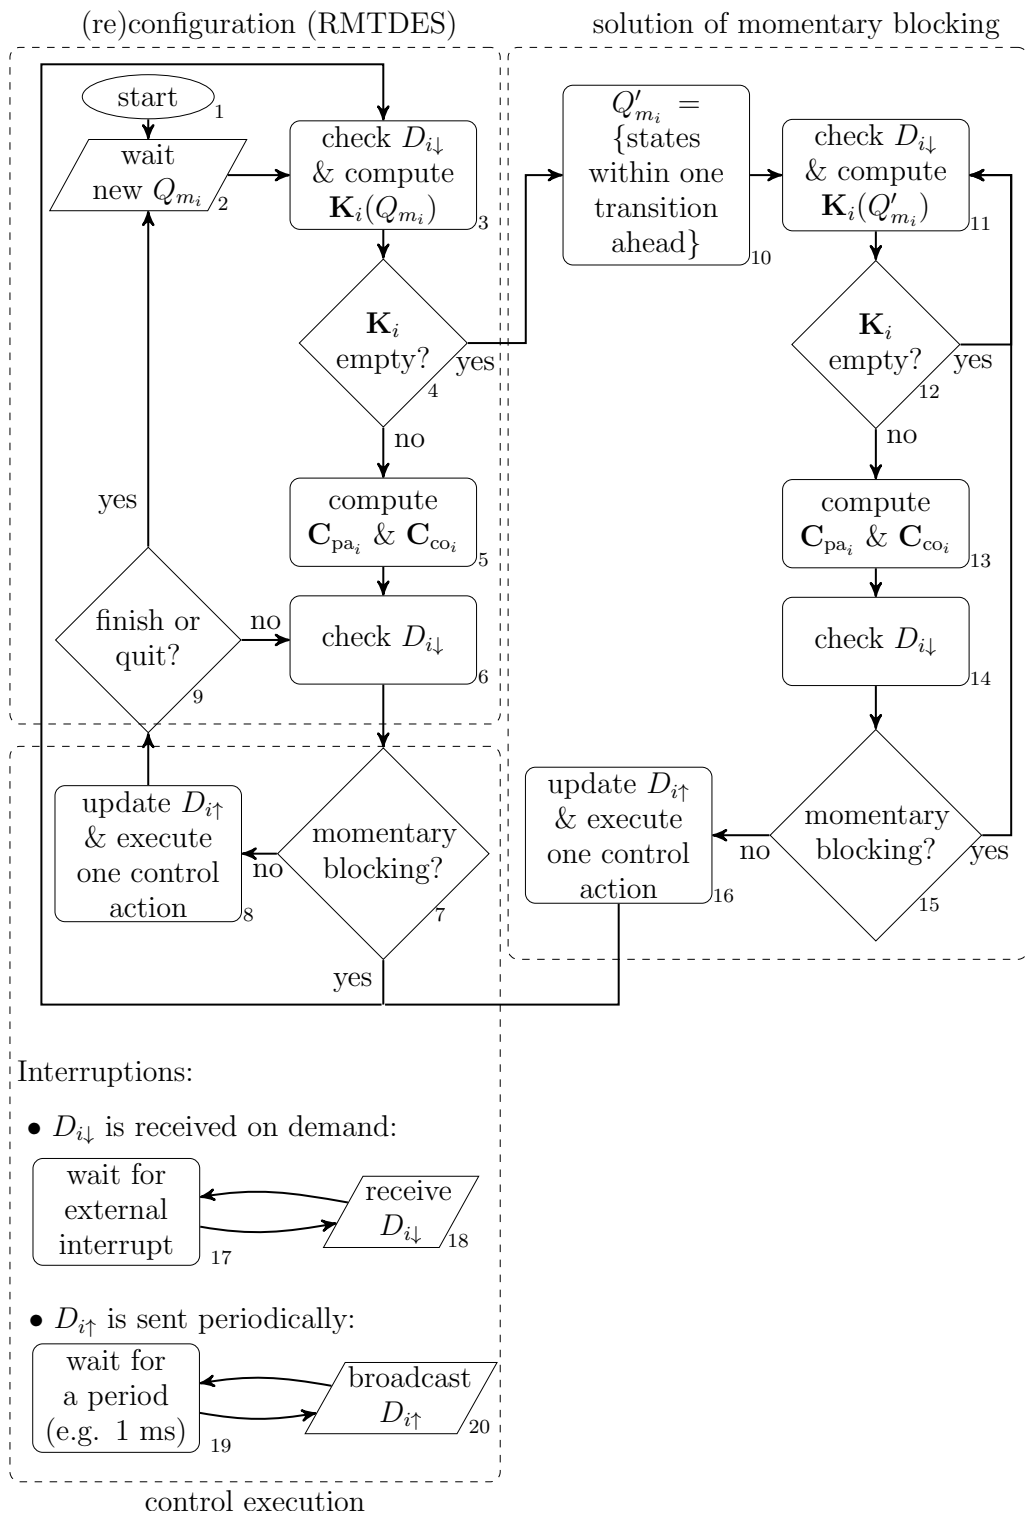 (re)configuration (RMTDES)
start
1
wait
new Q_{m_i}
2
check D_{i↓}
& compute
K_i(Q_{m_i})
3
K_i
empty?
4
yes
no
compute
C_{pa_i} & C_{co_i}
5
check D_{i↓}
6
finish or
quit?
9
yes
no
momentary
blocking?
7
no
yes
update D_{i↑}
& execute
one control
action
8
solution of momentary blocking
Q'_{m_i} =
{states
within one
transition
ahead}
10
check D_{i↓}
& compute
K_i(Q'_{m_i})
11
K_i
empty?
12
yes
no
compute
C_{pa_i} & C_{co_i}
13
check D_{i↓}
14
momentary
blocking?
15
no
yes
update D_{i↑}
& execute
one control
action
16
Interruptions:
• D_{i↓} is received on demand:
wait for
external
interrupt
17
receive
D_{i↓}
18
• D_{i↑} is sent periodically:
wait for
a period
(e.g. 1 ms)
19
broadcast
D_{i↑}
20
control execution